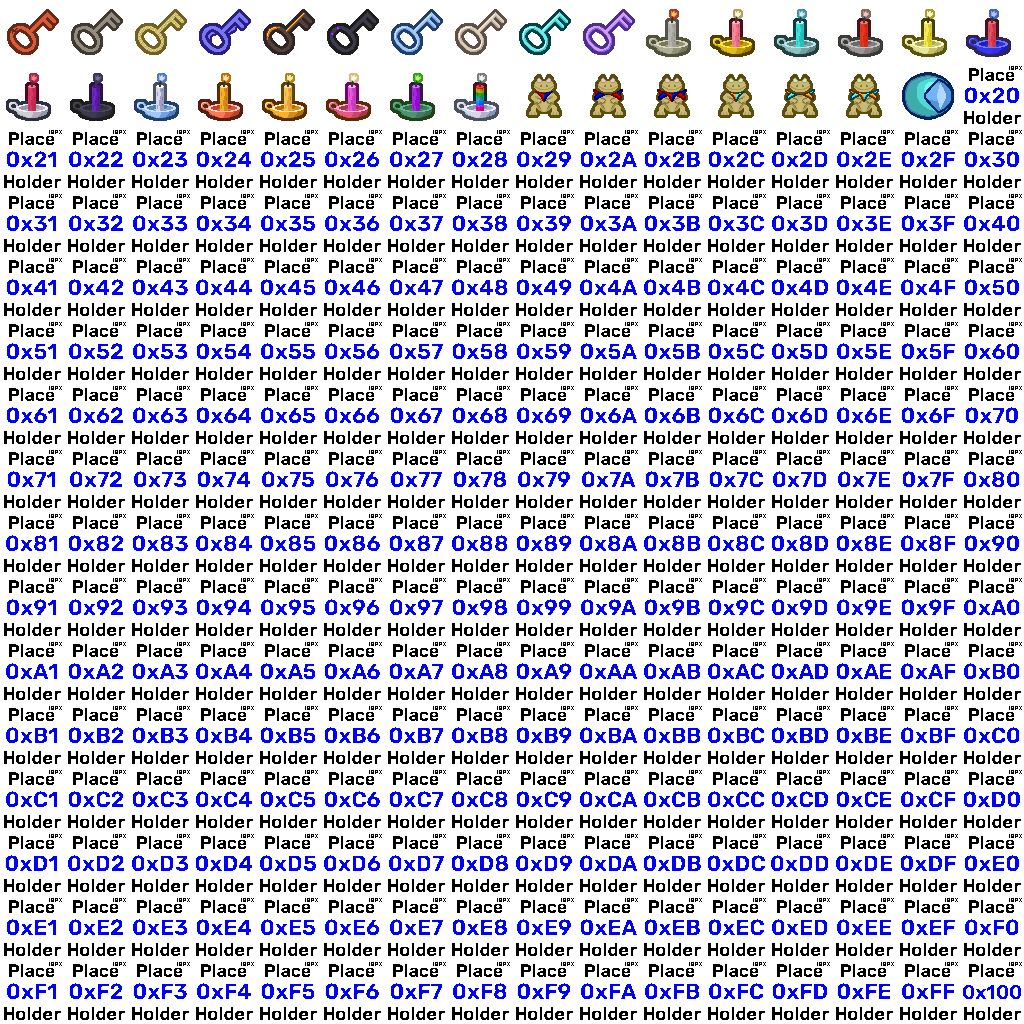 Place
0x20
Holder
Place Place Place Place Place Place Place Place Place Place Place Place Place Place Place Place
0x21 0x22 0x23 0x24 0x25 0x26 0x27 0x28 0x29 0x2A 0x2B 0x2C 0x2D 0x2E 0x2F 0x30
Holder Holder Holder Holder Holder Holder Holder Holder Holder Holder Holder Holder Holder Holder Holder Holder
Place Place Place Place Place Place Place Place Place Place Place Place Place Place Place Place
0x31 0x32 0x33 0x34 0x35 0x36 0x37 0x38 0x39 0x3A 0x3B 0x3C 0x3D 0x3E 0x3F 0x40
Holder Holder Holder Holder Holder Holder Holder Holder Holder Holder Holder Holder Holder Holder Holder Holder
Place Place Place Place Place Place Place Place Place Place Place Place Place Place Place Place
0x41 0x42 0x43 0x44 0x45 0x46 0x47 0x48 0x49 0x4A 0x4B 0x4C 0x4D 0x4E 0x4F 0x50
Holder Holder Holder Holder Holder Holder Holder Holder Holder Holder Holder Holder Holder Holder Holder Holder
Place Place Place Place Place Place Place Place Place Place Place Place Place Place Place Place
0x51 0x52 0x53 0x54 0x55 0x56 0x57 0x58 0x59 0x5A 0x5B 0x5C 0x5D 0x5E 0x5F 0x60
Holder Holder Holder Holder Holder Holder Holder Holder Holder Holder Holder Holder Holder Holder Holder Holder
Place Place Place Place Place Place Place Place Place Place Place Place Place Place Place Place
0x61 0x62 0x63 0x64 0x65 0x66 0x67 0x68 0x69 0x6A 0x6B 0x6C 0x6D 0x6E 0x6F 0x70
Holder Holder Holder Holder Holder Holder Holder Holder Holder Holder Holder Holder Holder Holder Holder Holder
Place Place Place Place Place Place Place Place Place Place Place Place Place Place Place Place
0x71 0x72 0x73 0x74 0x75 0x76 0x77 0x78 0x79 0x7A 0x7B 0x7C 0x7D 0x7E 0x7F 0x80
Holder Holder Holder Holder Holder Holder Holder Holder Holder Holder Holder Holder Holder Holder Holder Holder
Place Place Place Place Place Place Place Place Place Place Place Place Place Place Place Place
0x81 0x82 0x83 0x84 0x85 0x86 0x87 0x88 0x89 0x8A 0x8B 0x8C 0x8D 0x8E 0x8F 0x90
Holder Holder Holder Holder Holder Holder Holder Holder Holder Holder Holder Holder Holder Holder Holder Holder
Place Place Place Place Place Place Place Place Place Place Place Place Place Place Place Place
0x91 0x92 0x93 0x94 0x95 0x96 0x97 0x98 0x99 0x9A 0x9B 0x9C 0x9D 0x9E 0x9F 0xA0
Holder Holder Holder Holder Holder Holder Holder Holder Holder Holder Holder Holder Holder Holder Holder Holder
Place Place Place Place Place Place Place Place Place Place Place Place Place Place Place Place
0xA1 0xA2 0xA3 0xA4 0xA5 0xA6 0xA7 0xA8 0xA9 0xAA 0xAB 0xAC 0xAD 0xAE 0xAF 0xB0
Holder Holder Holder Holder Holder Holder Holder Holder Holder Holder Holder Holder Holder Holder Holder Holder
Place Place Place Place Place Place Place Place Place Place Place Place Place Place Place Place
0xB1 0xB2 0xB3 0xB4 0xB5 0xB6 0xB7 0xB8 0xB9 0xBA 0xBB 0xBC 0xBD 0xBE 0xBF 0xC0
Holder Holder Holder Holder Holder Holder Holder Holder Holder Holder Holder Holder Holder Holder Holder Holder
Place Place Place Place Place Place Place Place Place Place Place Place Place Place Place Place
0xC1 0xC2 0xC3 0xC4 0xC5 0xC6 0xC7 0xC8 0xC9 0xCA 0xCB 0xCC 0xCD 0xCE 0xCF 0xD0
Holder Holder Holder Holder Holder Holder Holder Holder Holder Holder Holder Holder Holder Holder Holder Holder
Place Place Place Place Place Place Place Place Place Place Place Place Place Place Place Place
0xD1 0xD2 0xD3 0xD4 0xD5 0xD6 0xD7 0xD8 0xD9 0xDA 0xDB 0xDC 0xDD 0xDE 0xDF 0xE0
Holder Holder Holder Holder Holder Holder Holder Holder Holder Holder Holder Holder Holder Holder Holder Holder
Place Place Place Place Place Place Place Place Place Place Place Place Place Place Place Place
0xE1 0xE2 0xE3 0xE4 0xE5 0xE6 0xE7 0xE8 0xE9 0xEA 0xEB 0xEC 0xED 0xEE 0xEF 0xF0
Holder Holder Holder Holder Holder Holder Holder Holder Holder Holder Holder Holder Holder Holder Holder Holder
Place Place Place Place Place Place Place Place Place Place Place Place Place Place Place Place
0xF1 0xF2 0xF3 0xF4 0xF5 0xF6 0xF7 0xF8 0xF9 0xFA 0xFB 0xFC 0xFD 0xFE 0xFF 0x100
Holder Holder Holder Holder Holder Holder Holder Holder Holder Holder Holder Holder Holder Holder Holder Holder